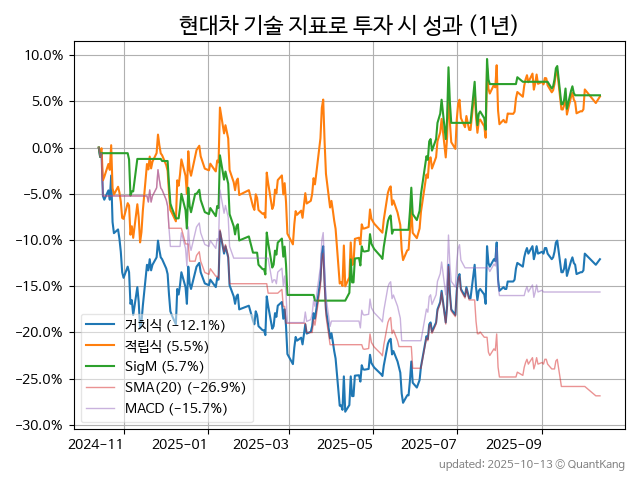 현대차 기술 지표로 투자 시 성과 (1년)
10.0%
5.0%
0.0%
−5.0%
−10.0%
−15.0%
−20.0%
−25.0%
−30.0%
거치식 (−12.1%)
적립식 (5.5%)
SigM (5.7%)
SMA(20) (−26.9%)
MACD (−15.7%)
2024-11 2025-01 2025-03 2025-05 2025-07 2025-09
updated: 2025-10-13 ⓒ QuantKang